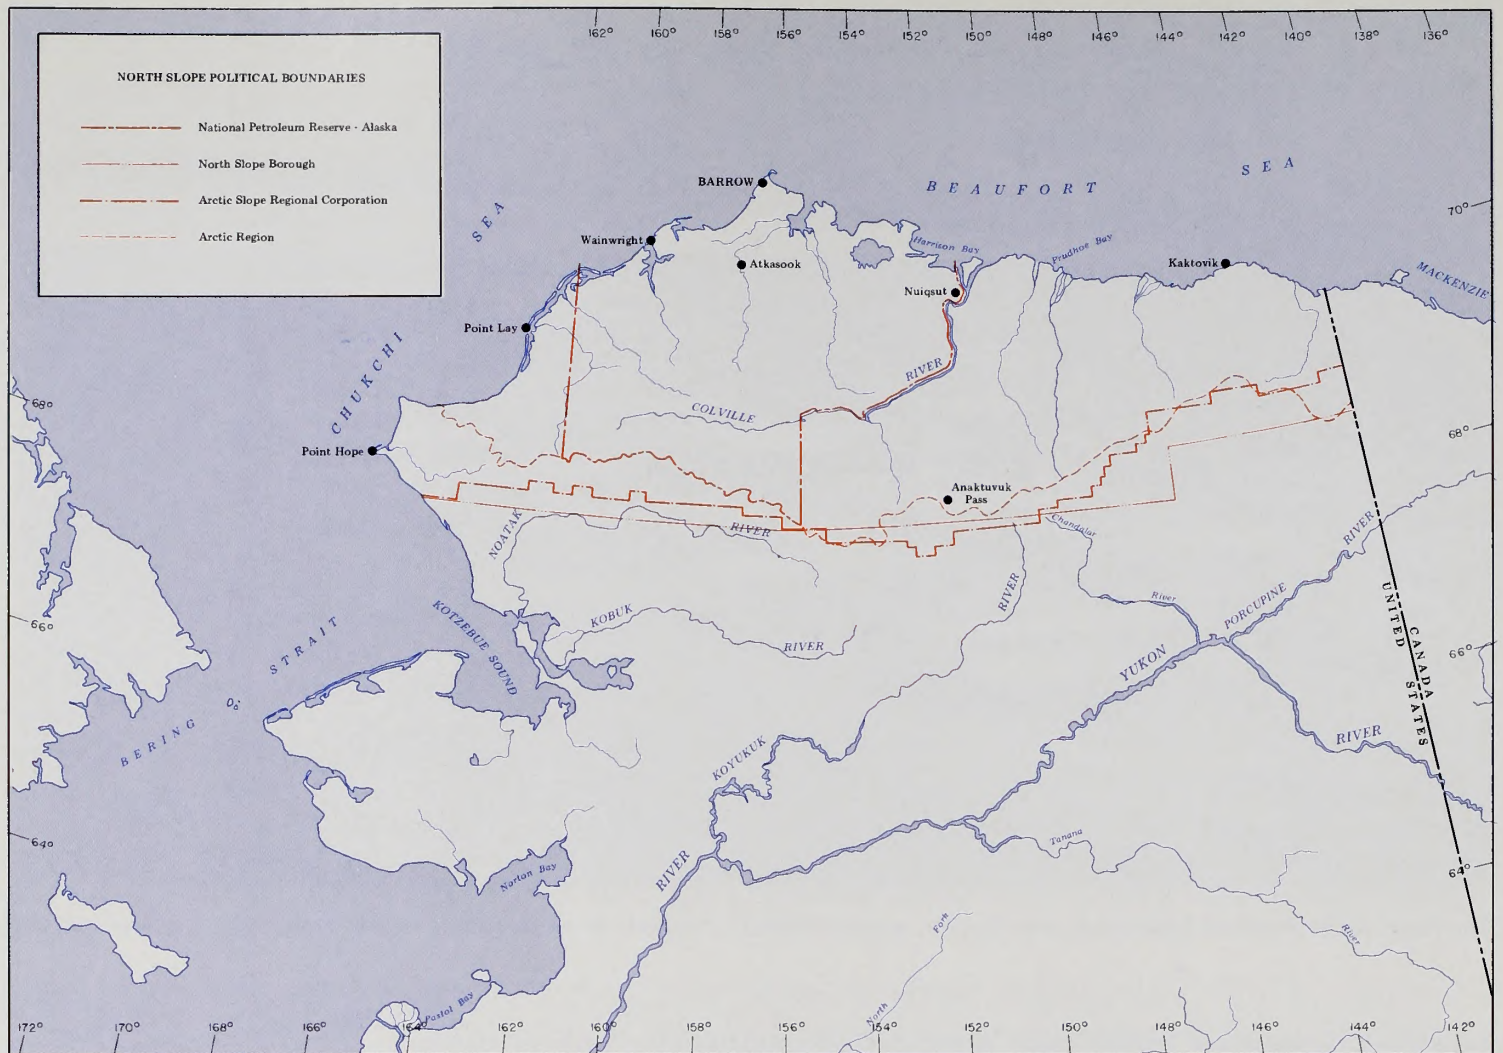 162° 160° 158° 156° 154° 152° 150° 148° 146° 144° 142° 140° 138° 136°
NORTH SLOPE POLITICAL BOUNDARIES
National Petroleum Reserve - Alaska
North Slope Borough
Arctic Slope Regional Corporation
Arctic Region
CHUKCHI SEA
BEAUFORT SEA
BARROW
Wainwright
Atkasook
Harrison Bay
Prudhoe Bay
Kaktovik
MACKENZIE
70°
Nuiqsut
Point Lay
COLVILLE RIVER
68°
68°
Point Hope
Anaktuvuk
Pass
NOATAK RIVER
Chandalar River
KOTZEBUE SOUND
KOBUK RIVER
RIVER
PORCUPINE RIVER
66°
66°
BERING STRAIT
YUKON
RIVER
UNITED STATES
CANADA
KOYUKUK
RIVER
Tanana River
64°
64°
Norton Bay
North Fork
Pastol Bay
172° 170° 168° 166° 164° 162° 160° 158° 156° 154° 152° 150° 148° 146° 144° 142°